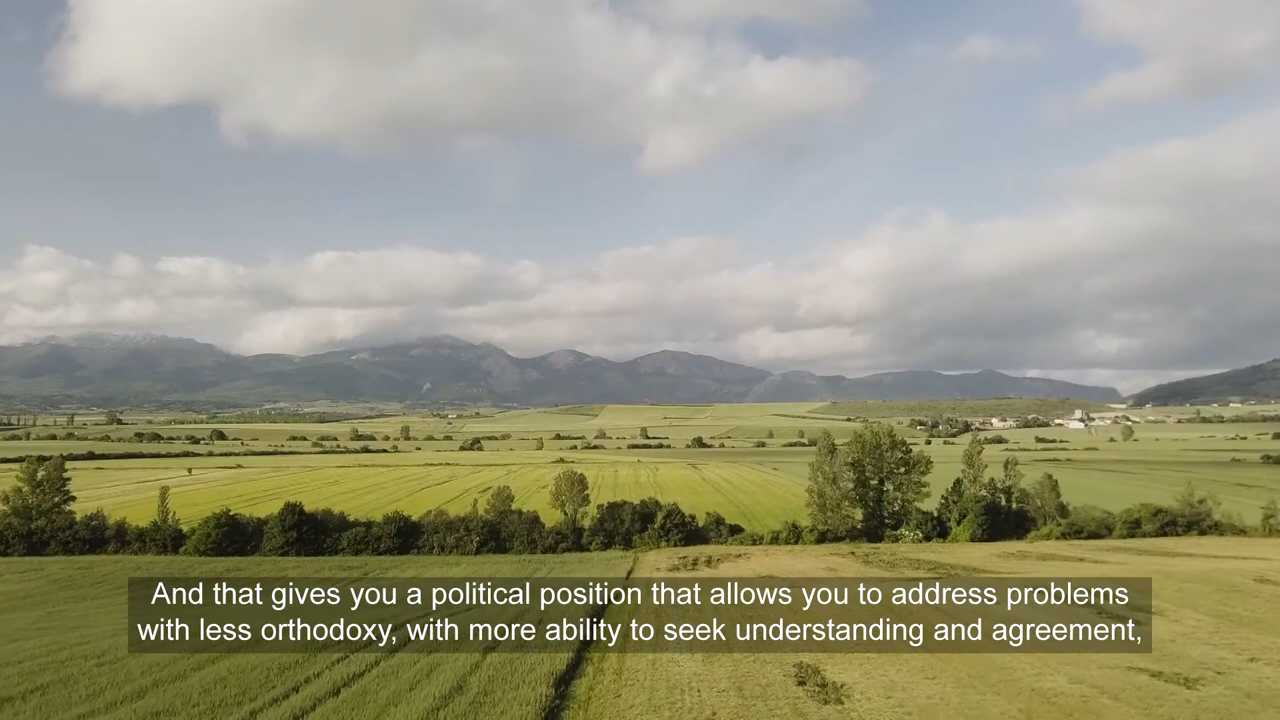 And that gives you a political position that allows you to address problems
with less orthodoxy, with more ability to seek understanding and agreement,